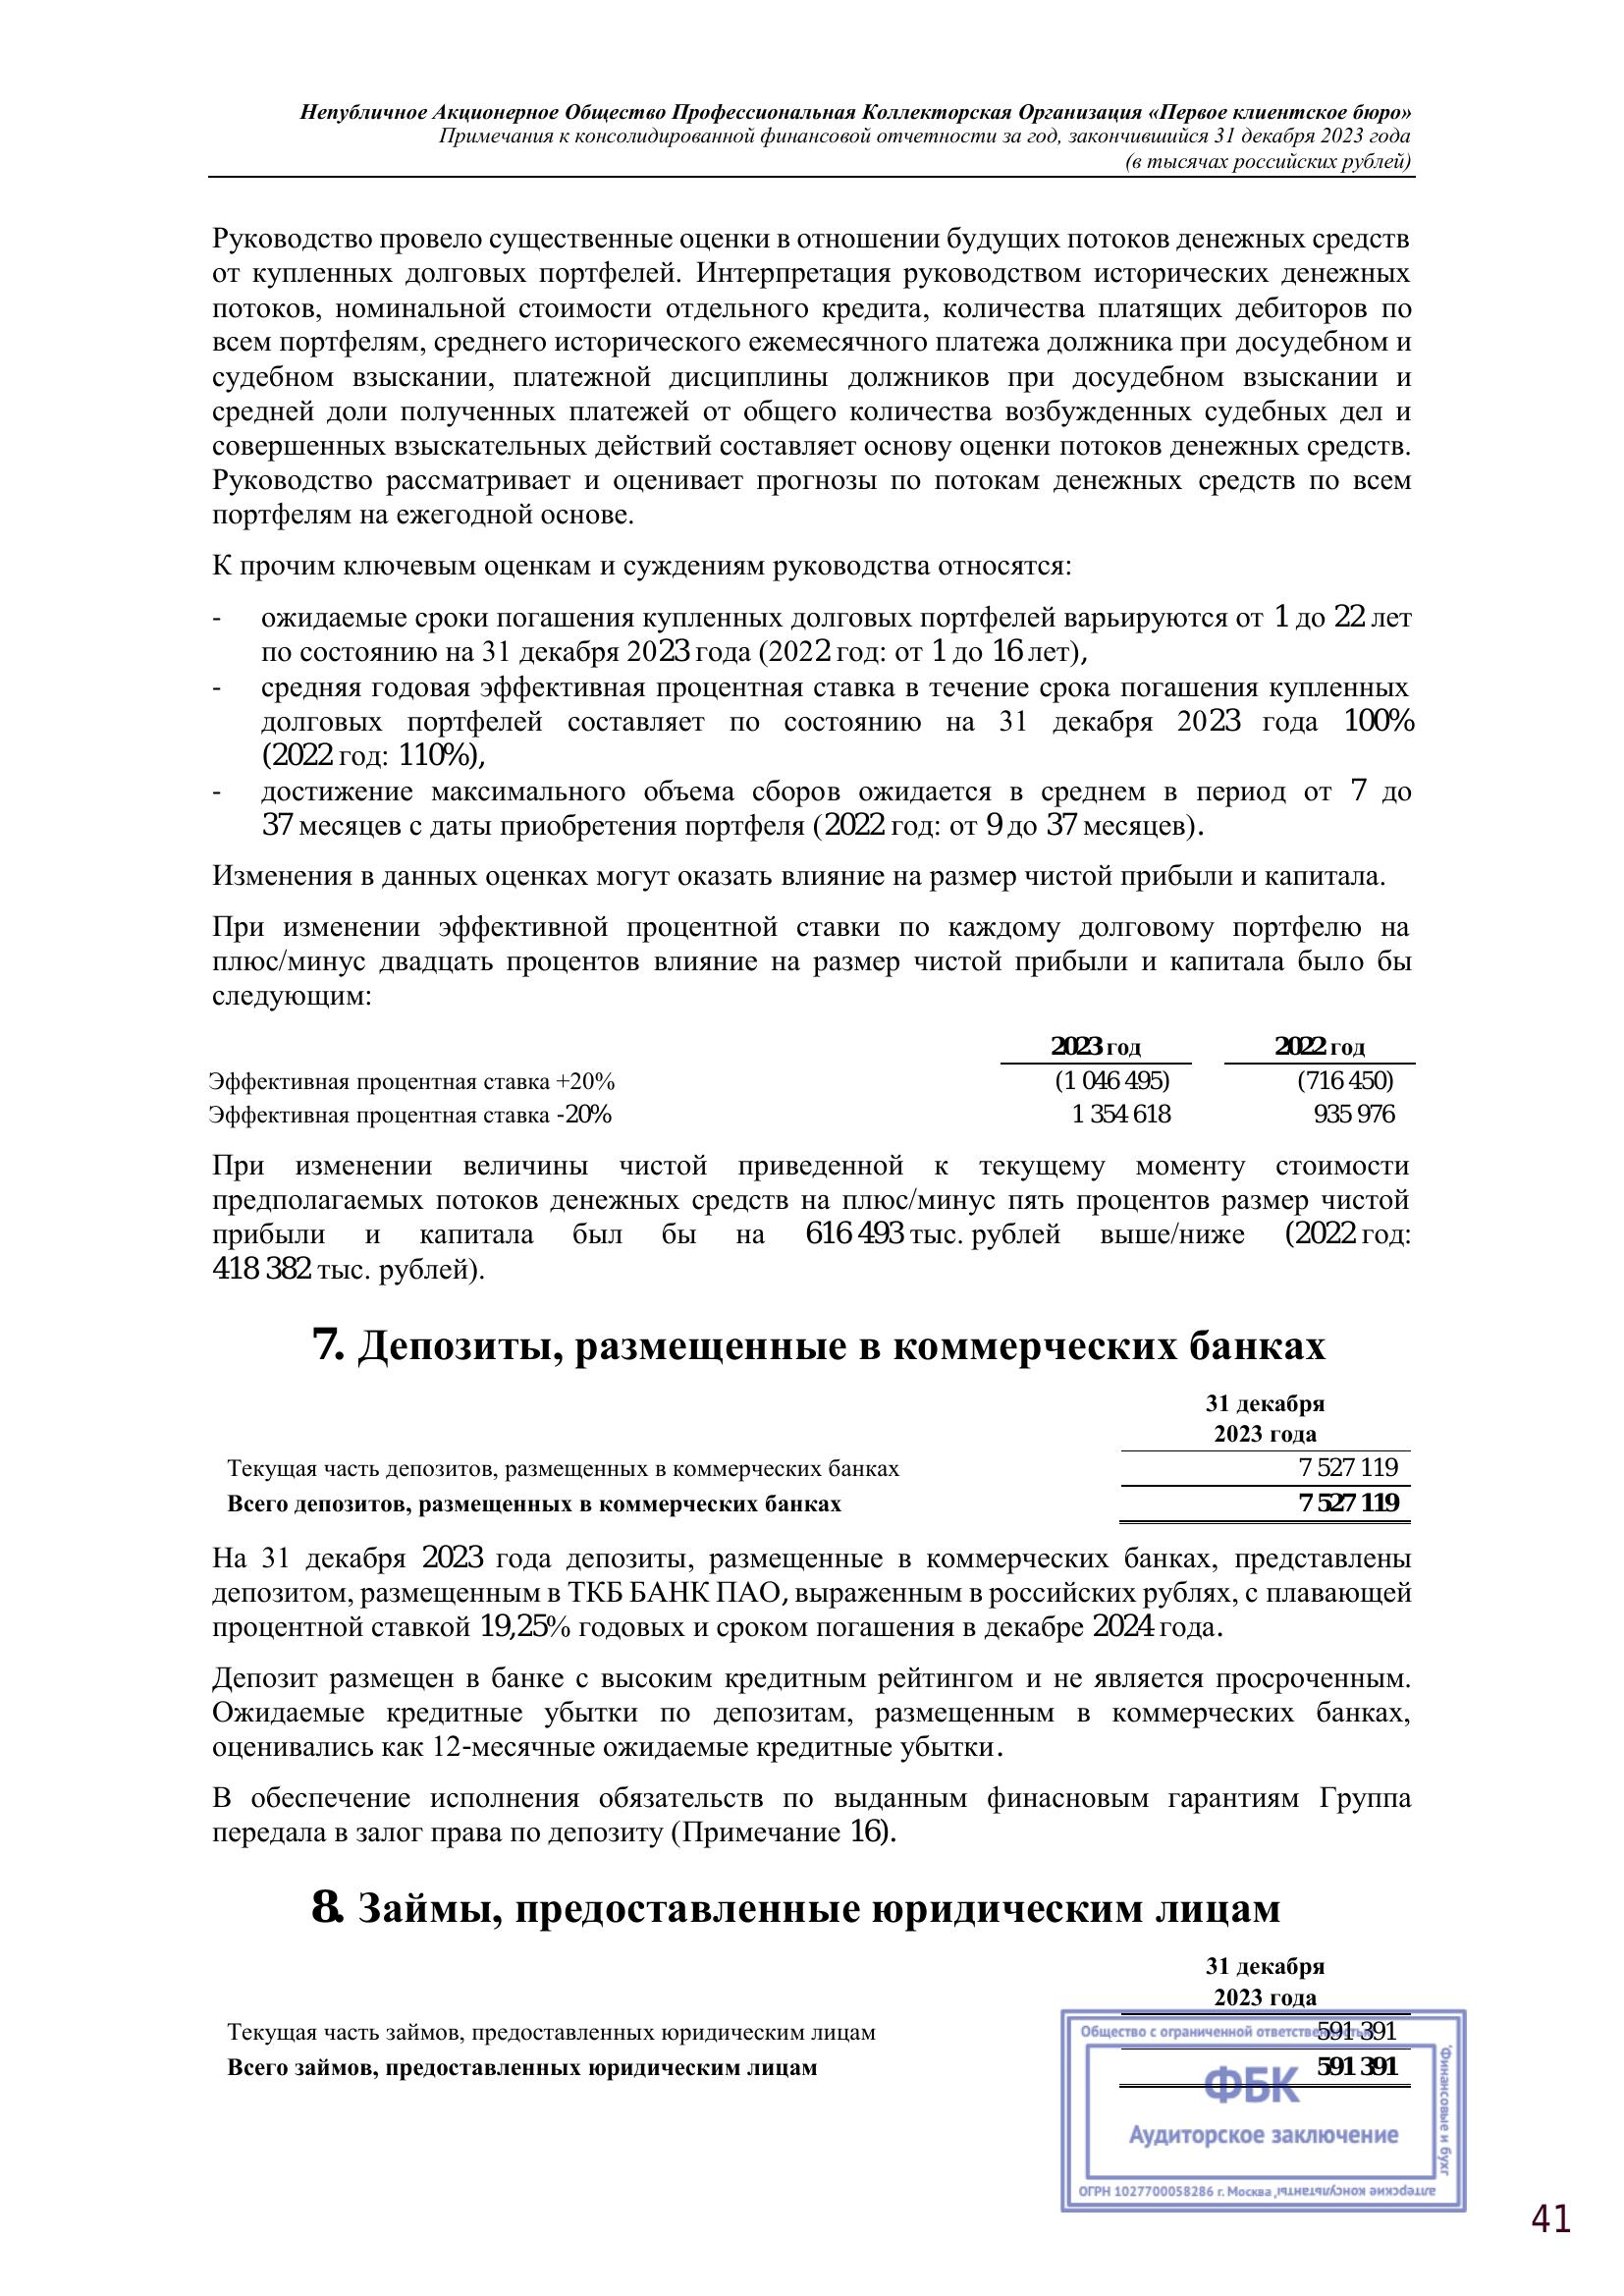 Непубличное Акционерное Общество Профессиональная Коллекторская Организация «Первое клиентское бюро»
Примечания к консолидированной финансовой отчетности за год, закончившийся 31 декабря 2023 года
(в тысячах российских рублей)
Руководство провело существенные оценки в отношении будущих потоков денежных средств
от купленных долговых портфелей. Интерпретация руководством исторических денежных
потоков, номинальной стоимости отдельного кредита, количества платящих дебиторов по
всем портфелям, среднего исторического ежемесячного платежа должника при досудебном и
судебном взыскании, платежной дисциплины должников при досудебном взыскании и
средней доли полученных платежей от общего количества возбужденных судебных дел и
совершенных взыскательных действий составляет основу оценки потоков денежных средств.
Руководство рассматривает и оценивает прогнозы по потокам денежных средств по всем
портфелям на ежегодной основе.
К прочим ключевым оценкам и суждениям руководства относятся:
- ожидаемые сроки погашения купленных долговых портфелей варьируются от 1 до 22 лет
по состоянию на 31 декабря 2023 года (2022 год: от 1 до 16 лет),
- средняя годовая эффективная процентная ставка в течение срока погашения купленных
долговых портфелей составляет по состоянию на 31 декабря 2023 года 100%
(2022 год: 110%),
- достижение максимального объема сборов ожидается в среднем в период от 7 до
37 месяцев с даты приобретения портфеля (2022 год: от 9 до 37 месяцев).
Изменения в данных оценках могут оказать влияние на размер чистой прибыли и капитала.
При изменении эффективной процентной ставки по каждому долговому портфелю на
плюс/минус двадцать процентов влияние на размер чистой прибыли и капитала было бы
следующим:
2023 год 2022 год
Эффективная процентная ставка +20% (1 046 495) (716 450)
Эффективная процентная ставка -20% 1 354 618 935 976
При изменении величины чистой приведенной к текущему моменту стоимости
предполагаемых потоков денежных средств на плюс/минус пять процентов размер чистой
прибыли и капитала был бы на 616 493 тыс. рублей выше/ниже (2022 год:
418 382 тыс. рублей).
7. Депозиты, размещенные в коммерческих банках
31 декабря
2023 года
Текущая часть депозитов, размещенных в коммерческих банках 7 527 119
Всего депозитов, размещенных в коммерческих банках 7 527 119
На 31 декабря 2023 года депозиты, размещенные в коммерческих банках, представлены
депозитом, размещенным в ТКБ БАНК ПАО, выраженным в российских рублях, с плавающей
процентной ставкой 19,25% годовых и сроком погашения в декабре 2024 года.
Депозит размещен в банке с высоким кредитным рейтингом и не является просроченным.
Ожидаемые кредитные убытки по депозитам, размещенным в коммерческих банках,
оценивались как 12-месячные ожидаемые кредитные убытки.
В обеспечение исполнения обязательств по выданным финасновым гарантиям Группа
передала в залог права по депозиту (Примечание 16).
8. Займы, предоставленные юридическим лицам
31 декабря
2023 года
Текущая часть займов, предоставленных юридическим лицам 591 391
Всего займов, предоставленных юридическим лицам 591 391
Общество с ограниченной ответственностью
"Финансовые и бухг
алтерские консультанты"
ФБК
Аудиторское заключение
ОГРН 1027700058286 г. Москва
41